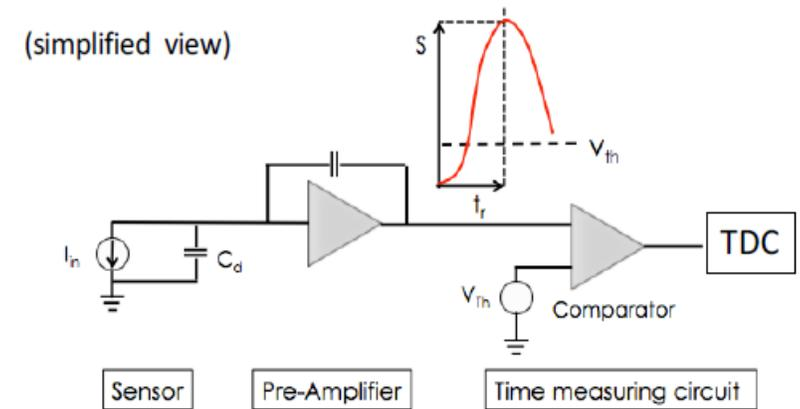 (simplified view)
S
V_th
t_r
I_in
C_d
V_Th
Comparator
TDC
Sensor
Pre-Amplifier
Time measuring circuit